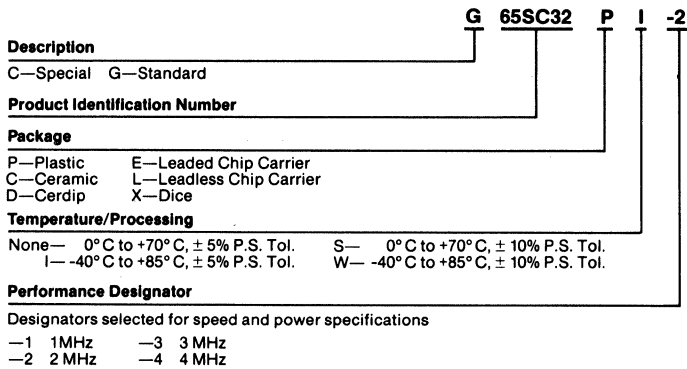 G 65SC32 P I -2
Description
C—Special G—Standard
Product Identification Number
Package
P—Plastic E—Leaded Chip Carrier
C—Ceramic L—Leadless Chip Carrier
D—Cerdip X—Dice
Temperature/Processing
None— 0°C to +70°C, ± 5% P.S. Tol. S— 0°C to +70°C, ± 10% P.S. Tol.
I— -40°C to +85°C, ± 5% P.S. Tol. W— -40°C to +85°C, ± 10% P.S. Tol.
Performance Designator
Designators selected for speed and power specifications
—1 1MHz —3 3 MHz
—2 2 MHz —4 4 MHz